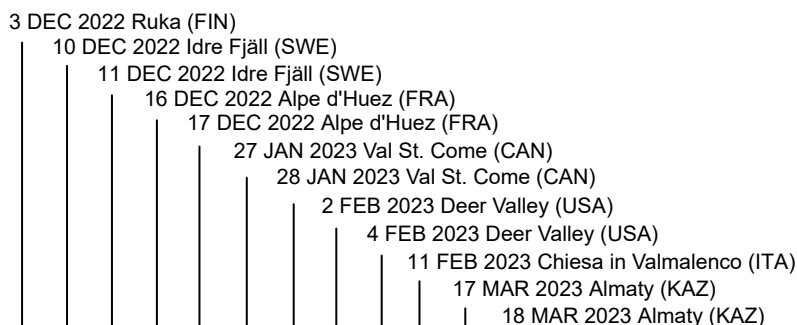 3 DEC 2022 Ruka (FIN)
10 DEC 2022 Idre Fjäll (SWE)
11 DEC 2022 Idre Fjäll (SWE)
16 DEC 2022 Alpe d'Huez (FRA)
17 DEC 2022 Alpe d'Huez (FRA)
27 JAN 2023 Val St. Come (CAN)
28 JAN 2023 Val St. Come (CAN)
2 FEB 2023 Deer Valley (USA)
4 FEB 2023 Deer Valley (USA)
11 FEB 2023 Chiesa in Valmalenco (ITA)
17 MAR 2023 Almaty (KAZ)
18 MAR 2023 Almaty (KAZ)